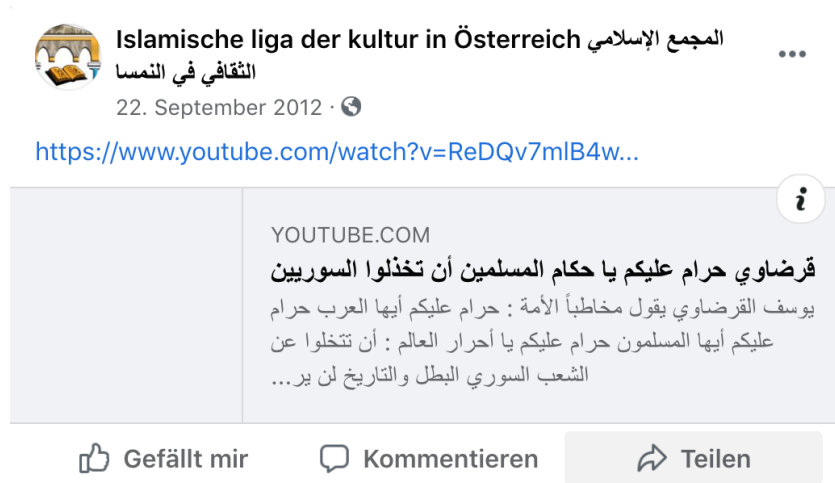 Islamische liga der kultur in Österreich المجمع الإسلامي
الثقافي في النمسا
22. September 2012 ·
https://www.youtube.com/watch?v=ReDQv7mlB4w...
YOUTUBE.COM
قرضاوي حرام عليكم يا حكام المسلمين أن تخذلوا السوريين
يوسف القرضاوي يقول مخاطباً الأمة : حرام عليكم أيها العرب حرام
عليكم أيها المسلمون حرام عليكم يا أحرار العالم : أن تتخلوا عن
الشعب السوري البطل والتاريخ لن ير...
Gefällt mir
Kommentieren
Teilen